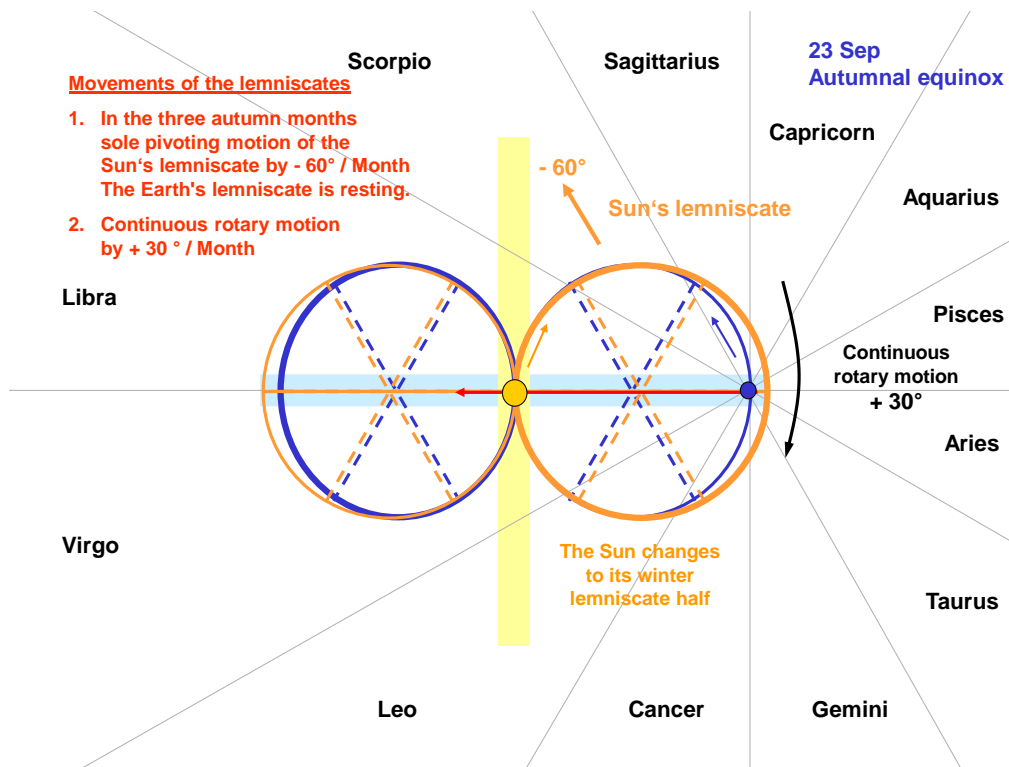 Scorpio
Sagittarius
23 Sep
Autumnal equinox
Movements of the lemniscates
1. In the three autumn months
sole pivoting motion of the
Sun‘s lemniscate by - 60° / Month
The Earth's lemniscate is resting.
2. Continuous rotary motion
by + 30 ° / Month
Capricorn
- 60°
Sun‘s lemniscate
Aquarius
Libra
Pisces
Continuous
rotary motion
+ 30°
Aries
Virgo
The Sun changes
to its winter
lemniscate half
Taurus
Leo
Cancer
Gemini